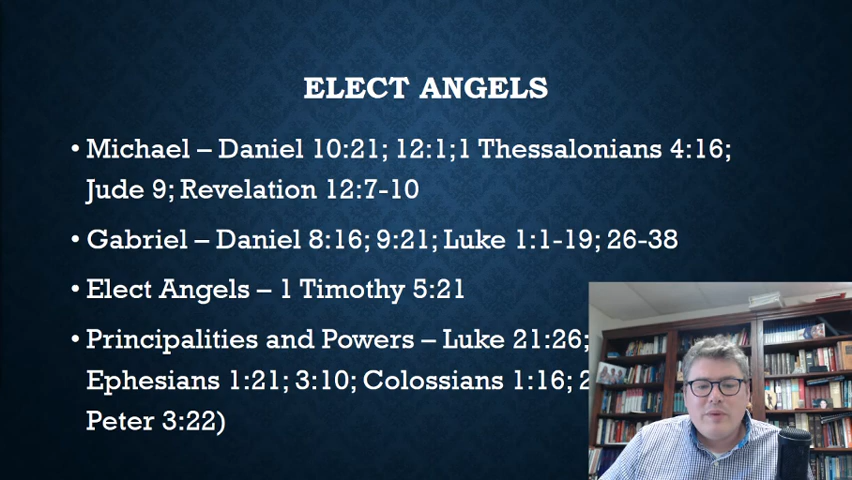 ELECT ANGELS
• Michael – Daniel 10:21; 12:1;1 Thessalonians 4:16;
Jude 9; Revelation 12:7-10
• Gabriel – Daniel 8:16; 9:21; Luke 1:1-19; 26-38
• Elect Angels – 1 Timothy 5:21
• Principalities and Powers – Luke 21:26;
Ephesians 1:21; 3:10; Colossians 1:16; 2
Peter 3:22)